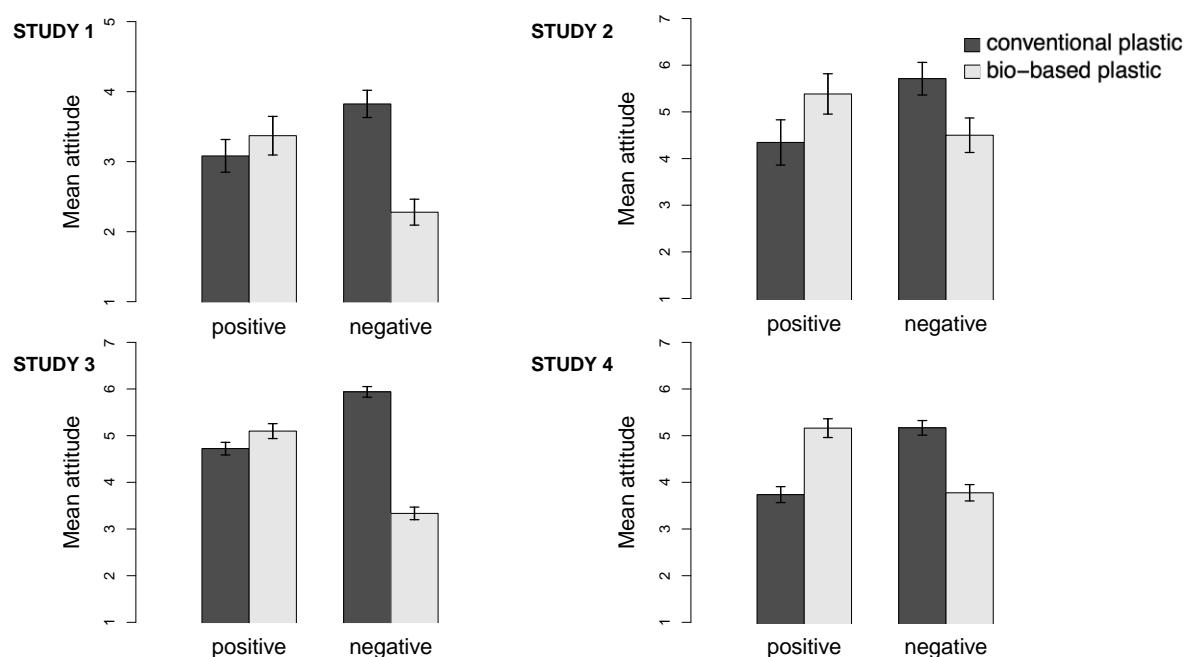 STUDY 1
Mean attitude
5
4
3
2
1
positive
negative
STUDY 2
Mean attitude
7
6
5
4
3
2
1
positive
negative
conventional plastic
bio-based plastic
STUDY 3
Mean attitude
7
6
5
4
3
2
1
positive
negative
STUDY 4
Mean attitude
7
6
5
4
3
2
1
positive
negative